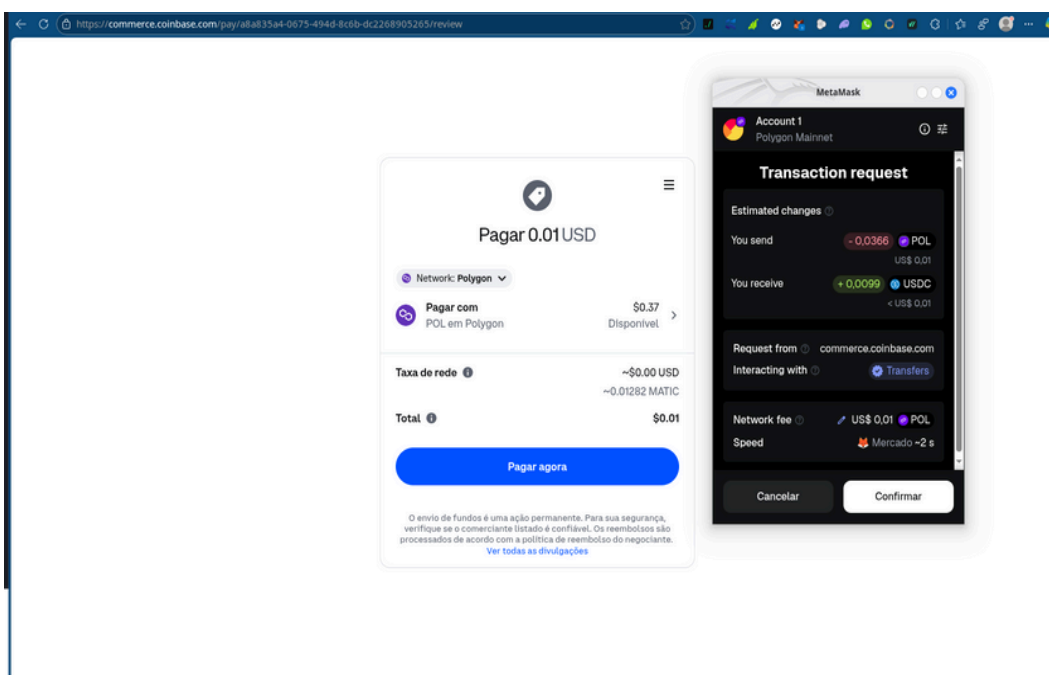 https://commerce.coinbase.com/pay/a8a835a4-0675-494d-8c6b-dc2268905265/review
Pagar 0.01 USD
Network: Polygon
Pagar com $0.37
POL em Polygon Disponível
Taxa de rede ~$0.00 USD
~0.01282 MATIC
Total $0.01
Pagar agora
O envio de fundos é uma ação permanente. Para sua segurança,
verifique se o comerciante listado é confiável. Os reembolsos são
processados de acordo com a política de reembolso do negociante.
Ver todas as divulgações
MetaMask
Account 1
Polygon Mainnet
Transaction request
Estimated changes
You send - 0,0366 POL
US$ 0,01
You receive + 0,0099 USDC
< US$ 0,01
Request from commerce.coinbase.com
Interacting with Transfers
Network fee US$ 0,01 POL
Speed Mercado ~2 s
Cancelar Confirmar